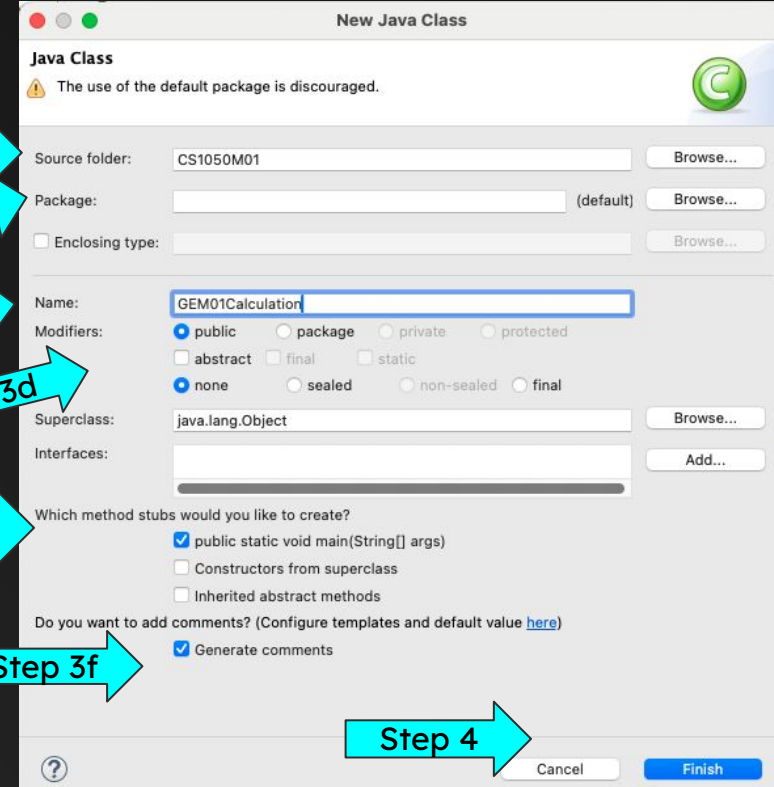 New Java Class
Java Class
The use of the default package is discouraged.
Source folder: CS1050M01 Browse...
Package: (default) Browse...
Enclosing type: Browse...
Name: GEM01Calculation
Modifiers: public package private protected
abstract final static
none sealed non-sealed final
3d
Superclass: java.lang.Object Browse...
Interfaces: Add...
Which method stubs would you like to create?
public static void main(String[] args)
Constructors from superclass
Inherited abstract methods
Do you want to add comments? (Configure templates and default value here)
Generate comments
Step 3f
Step 4
? Cancel Finish